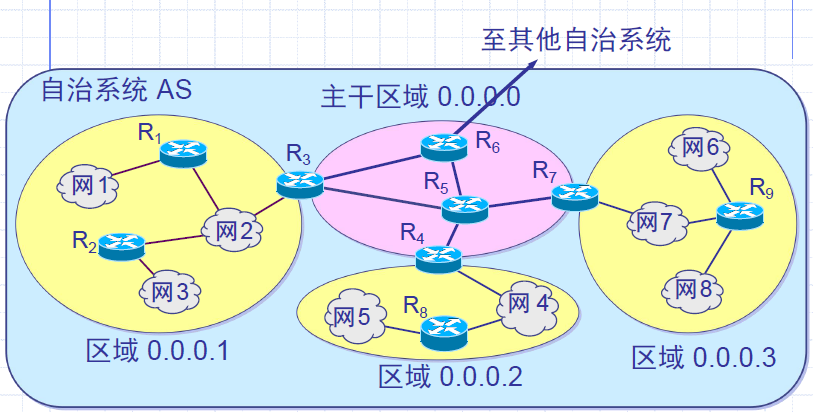 至其他自治系统
自治系统 AS
主干区域 0.0.0.0
R1
R3
R6
网6
网1
R5
R7
R9
R2
网2
R4
网7
网3
网5
R8
网 4
网8
区域 0.0.0.1
区域 0.0.0.2
区域 0.0.0.3